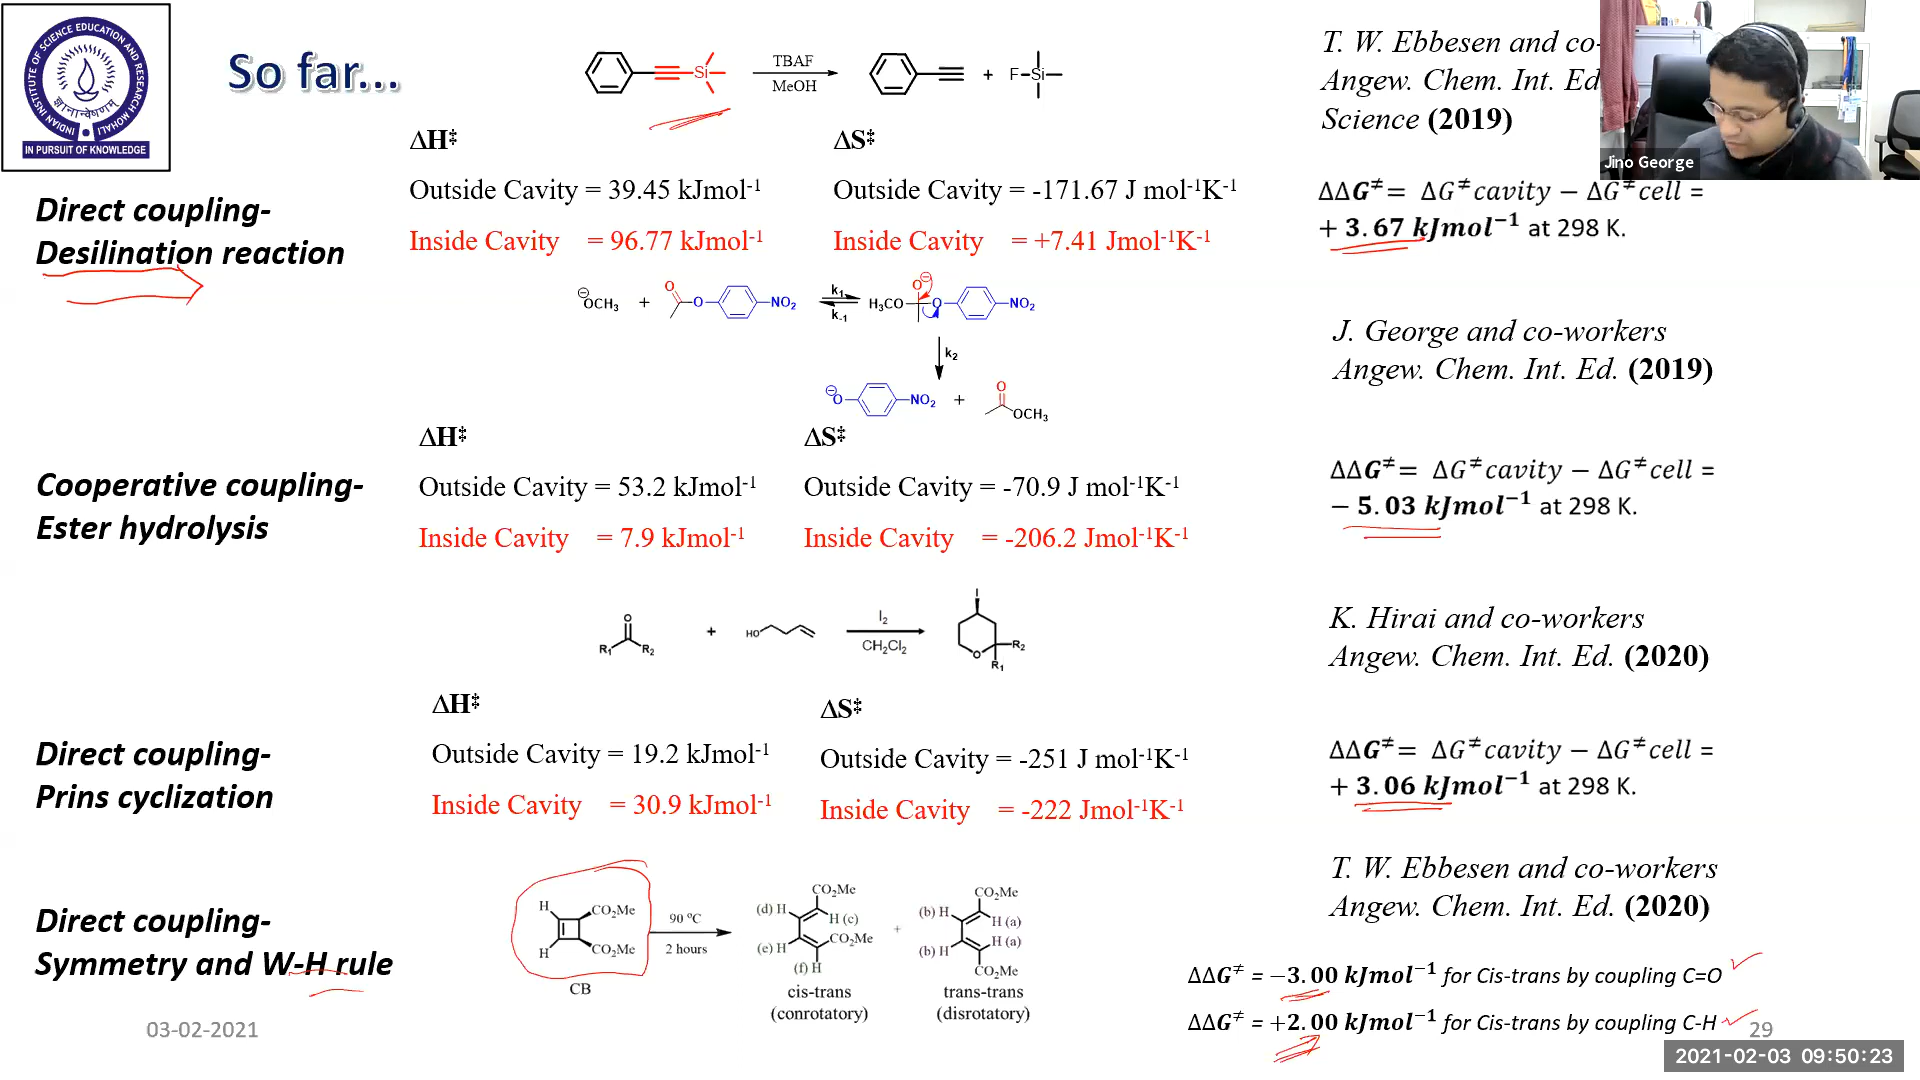 INDIAN INSTITUTE OF SCIENCE EDUCATION AND RESEARCH MOHALI
IN PURSUIT OF KNOWLEDGE
So far...
Si
TBAF
MeOH
+
F-Si
T. W. Ebbesen and co-
Angew. Chem. Int. Ed
Science (2019)
Jino George
Direct coupling-
Desilination reaction
ΔH‡
Outside Cavity = 39.45 kJmol⁻¹
Inside Cavity = 96.77 kJmol⁻¹
ΔS‡
Outside Cavity = -171.67 J mol⁻¹K⁻¹
Inside Cavity = +7.41 Jmol⁻¹K⁻¹
ΔΔG≠= ΔG≠cavity − ΔG≠cell =
+ 3.67 kJmol⁻¹ at 298 K.
⊖OCH₃ + O O NO₂ k₁ k₋₁ H₃CO O⊖ O NO₂
k₂
⊖O NO₂ + O OCH₃
J. George and co-workers
Angew. Chem. Int. Ed. (2019)
Cooperative coupling-
Ester hydrolysis
ΔH‡
Outside Cavity = 53.2 kJmol⁻¹
Inside Cavity = 7.9 kJmol⁻¹
ΔS‡
Outside Cavity = -70.9 J mol⁻¹K⁻¹
Inside Cavity = -206.2 Jmol⁻¹K⁻¹
ΔΔG≠= ΔG≠cavity − ΔG≠cell =
− 5.03 kJmol⁻¹ at 298 K.
O R₁ R₂ + HO I₂ CH₂Cl₂ I O R₂ R₁
K. Hirai and co-workers
Angew. Chem. Int. Ed. (2020)
Direct coupling-
Prins cyclization
ΔH‡
Outside Cavity = 19.2 kJmol⁻¹
Inside Cavity = 30.9 kJmol⁻¹
ΔS‡
Outside Cavity = -251 J mol⁻¹K⁻¹
Inside Cavity = -222 Jmol⁻¹K⁻¹
ΔΔG≠= ΔG≠cavity − ΔG≠cell =
+ 3.06 kJmol⁻¹ at 298 K.
T. W. Ebbesen and co-workers
Angew. Chem. Int. Ed. (2020)
Direct coupling-
Symmetry and W-H rule
H CO₂Me
H CO₂Me
CB
90 °C
2 hours
CO₂Me
(d) H H (c)
CO₂Me
(e) H
(f) H
cis-trans
(conrotatory)
+
CO₂Me
(b) H H (a)
H (a)
(b) H
CO₂Me
trans-trans
(disrotatory)
ΔΔG≠ = −3.00 kJmol⁻¹ for Cis-trans by coupling C=O
ΔΔG≠ = +2.00 kJmol⁻¹ for Cis-trans by coupling C-H
03-02-2021
29
2021-02-03 09:50:23